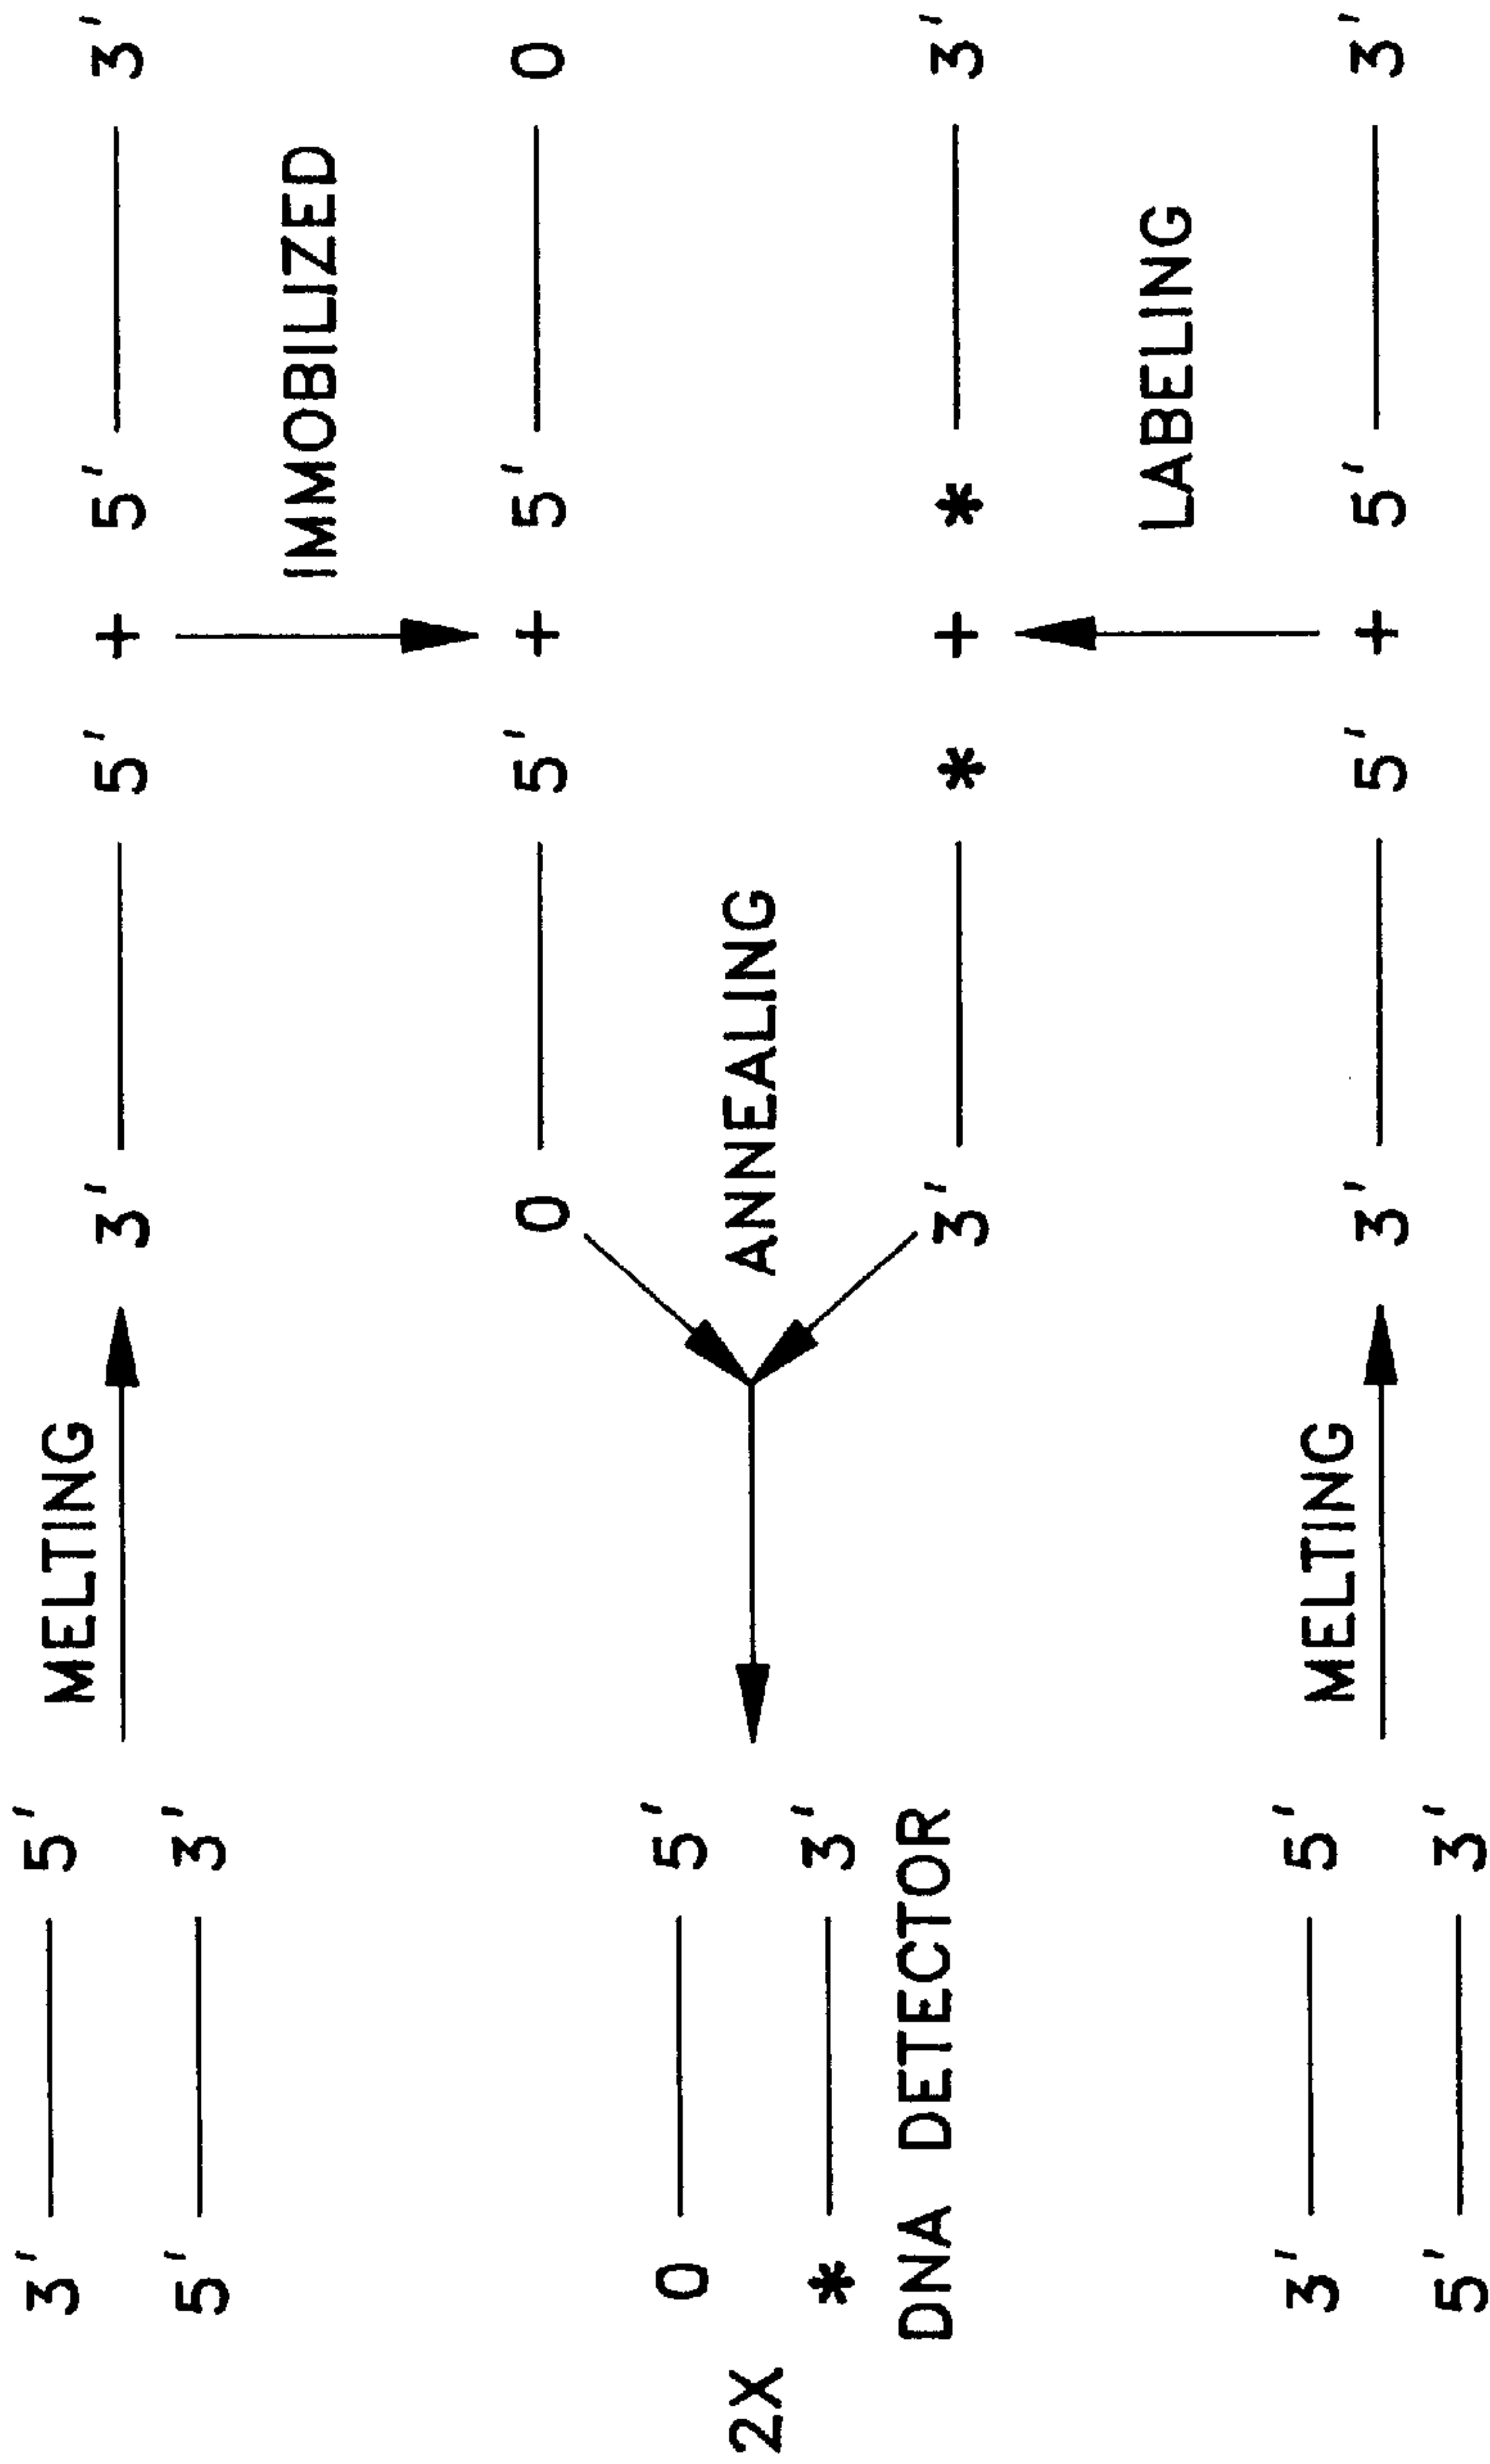 3' 5'
MELTING
3' 5' + 5' 3'
5' 3'
IMMOBILIZED
0 5' + 5' 0
0 5'
2X
ANNEALING
* 3'
DNA DETECTOR
3' * + * 3'
LABELING
3' 5'
MELTING
3' 5' + 5' 3'
5' 3'